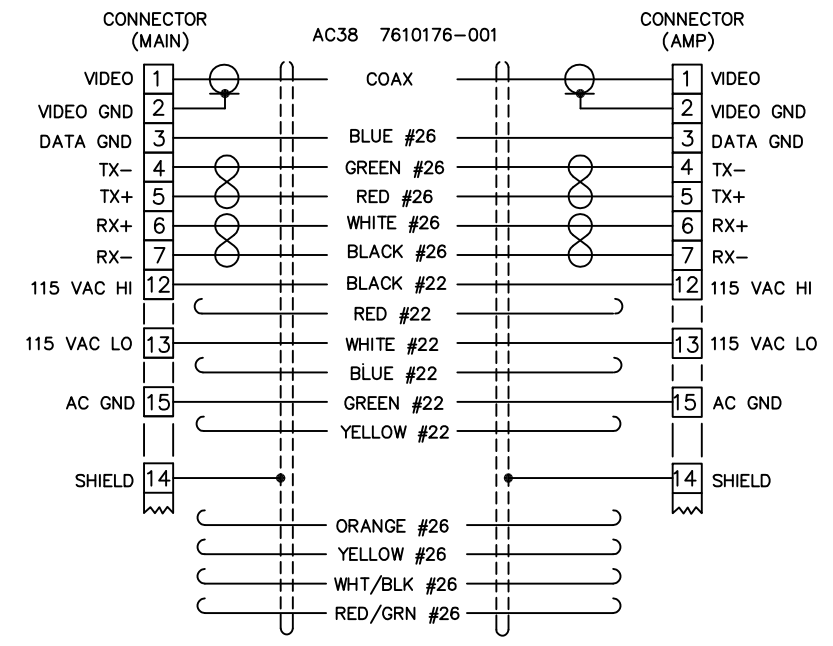 CONNECTOR
(MAIN)
AC38 7610176-001
CONNECTOR
(AMP)
VIDEO 1 COAX 1 VIDEO
VIDEO GND 2 2 VIDEO GND
DATA GND 3 BLUE #26 3 DATA GND
TX- 4 GREEN #26 4 TX-
TX+ 5 RED #26 5 TX+
RX+ 6 WHITE #26 6 RX+
RX- 7 BLACK #26 7 RX-
115 VAC HI 12 BLACK #22 12 115 VAC HI
RED #22
115 VAC LO 13 WHITE #22 13 115 VAC LO
BLUE #22
AC GND 15 GREEN #22 15 AC GND
YELLOW #22
SHIELD 14 14 SHIELD
ORANGE #26
YELLOW #26
WHT/BLK #26
RED/GRN #26